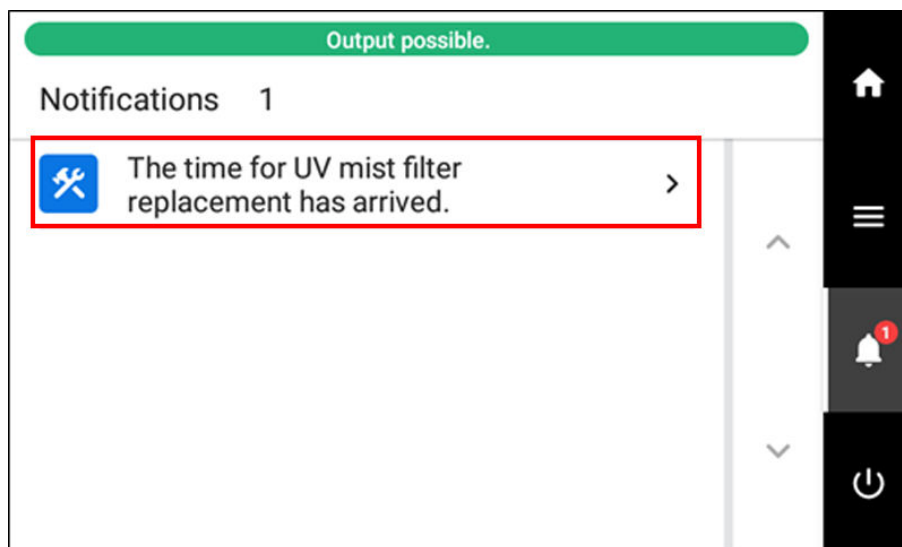 Output possible.
Notifications 1
The time for UV mist filter
replacement has arrived.
1